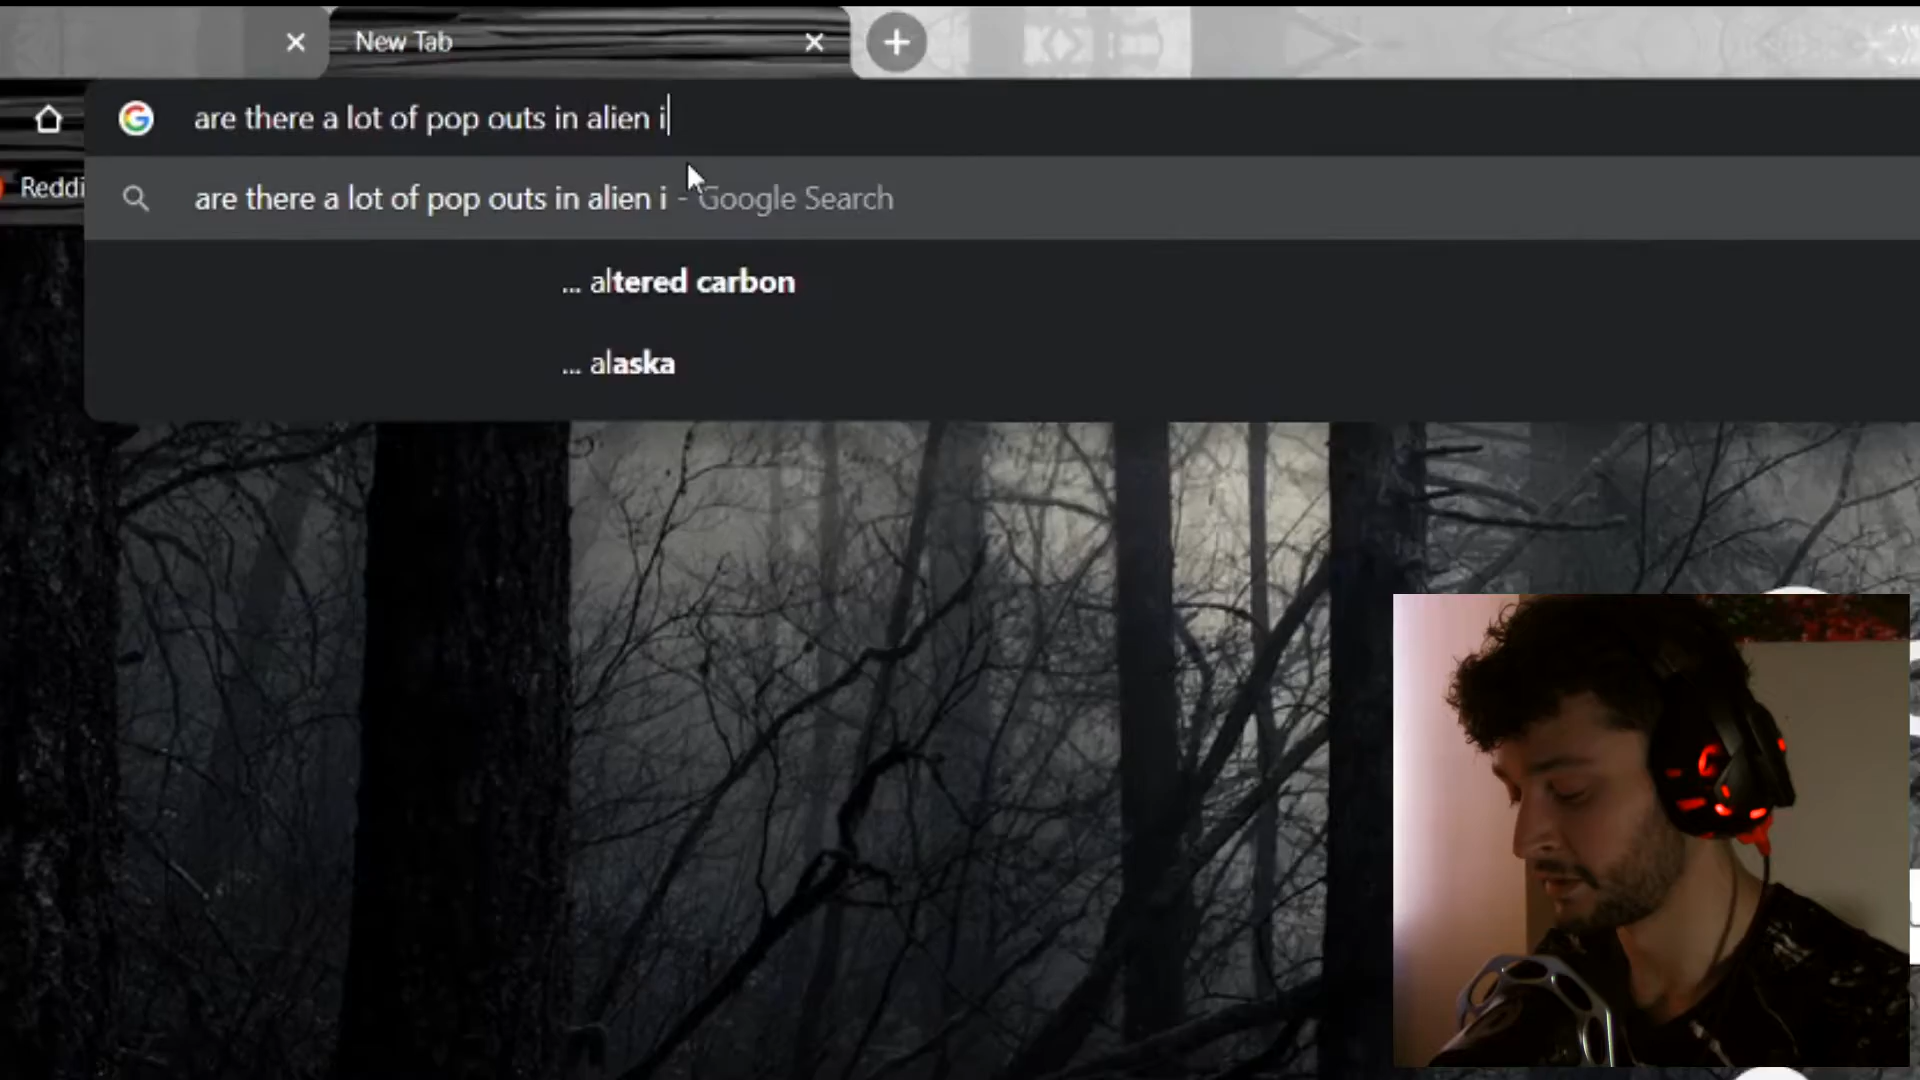 New Tab
are there a lot of pop outs in alien i
Reddi
are there a lot of pop outs in alien i - Google Search
... altered carbon
... alaska